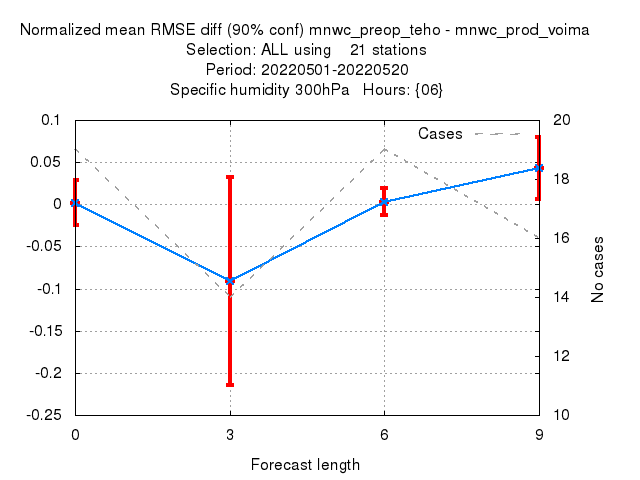 Normalized mean RMSE diff (90% conf) mnwc_preop_teho - mnwc_prod_voima
Selection: ALL using 21 stations
Period: 20220501-20220520
Specific humidity 300hPa Hours: {06}
0.1
0.05
0
-0.05
-0.1
-0.15
-0.2
-0.25
Cases
20
18
16
14
12
10
No cases
0 3 6 9
Forecast length